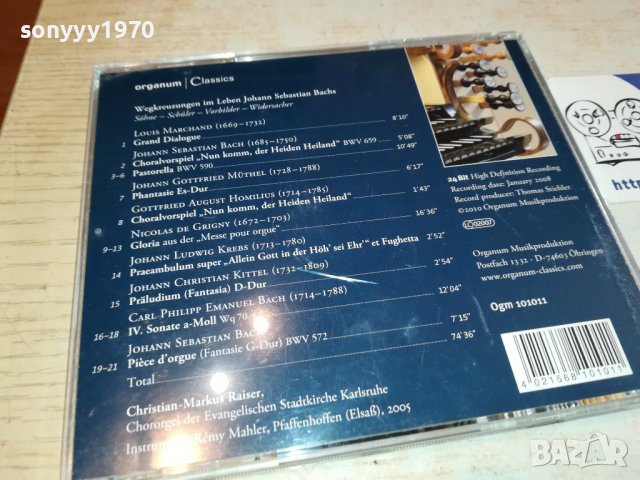 sonyyy1970
organum | Classics
Wegkreuzungen im Leben Johann Sebastian Bachs
Söhne – Schüler – Vorbilder – Widersacher
Louis Marchand (1669–1732)
1 Grand Dialogue 8'10"
Johann Sebastian Bach (1685–1750)
2 Choralvorspiel „Nun komm, der Heiden Heiland" BWV 659 5'08"
3–6 Pastorella BWV 590 10'49"
Johann Gottfried Müthel (1728–1788)
7 Phantasie Es-Dur 6'17"
Gottfried August Homilius (1714–1785)
8 Choralvorspiel „Nun komm, der Heiden Heiland" 1'43"
Nicolas de Grigny (1672–1703)
9–13 Gloria aus der „Messe pour orgue" 16'36"
Johann Ludwig Krebs (1713–1780)
14 Praeambulum super „Allein Gott in der Höh' sei Ehr'" et Fughetta 2'52"
Johann Christian Kittel (1732–1809)
15 Präludium (Fantasia) D-Dur 2'54"
Carl Philipp Emanuel Bach (1714–1788)
16–18 IV. Sonate a-Moll Wq 70.4 12'04"
Johann Sebastian Bach
19–21 Pièce d'orgue (Fantasie G-Dur) BWV 572 7'15"
Total 74'36"
Christian-Markus Raiser,
Chororgel der Evangelischen Stadtkirche Karlsruhe
Rémy Mahler, Pfaffenhoffen (Elsaß), 2005
24 Bit High Definition Recording
Recording date: January 2008
Record producer: Thomas Stöhler
©2010 Organum Musikproduktion
LC 02007
Organum Musikproduktion
Postfach 1332 · D-74603 Öhringen
www.organum-classics.com
Ogm 101011
4 021568 101011
http
BAZAR